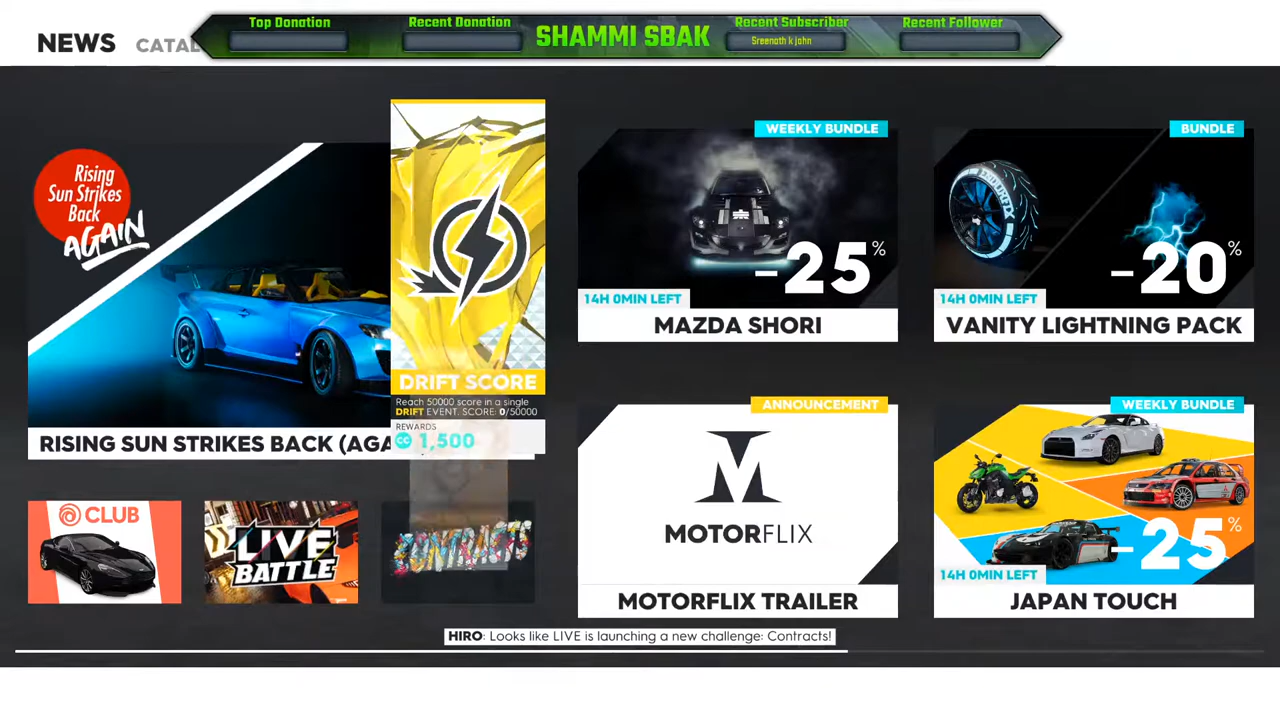 NEWS
CATAL
Top Donation
Recent Donation
SHAMMI SBAK
Recent Subscriber
Sreenath k john
Recent Follower
Rising
Sun Strikes
Back
AGAIN
RISING SUN STRIKES BACK (AGA
DRIFT SCORE
Reach 50000 score in a single
DRIFT EVENT. SCORE: 0/50000
REWARDS
CC 1,500
WEEKLY BUNDLE
-25%
14H 0MIN LEFT
MAZDA SHORI
BUNDLE
-20%
14H 0MIN LEFT
VANITY LIGHTNING PACK
CLUB
LIVE
BATTLE
CONTRACTS
ANNOUNCEMENT
MOTORFLIX
MOTORFLIX TRAILER
WEEKLY BUNDLE
-25%
14H 0MIN LEFT
JAPAN TOUCH
HIRO: Looks like LIVE is launching a new challenge: Contracts!